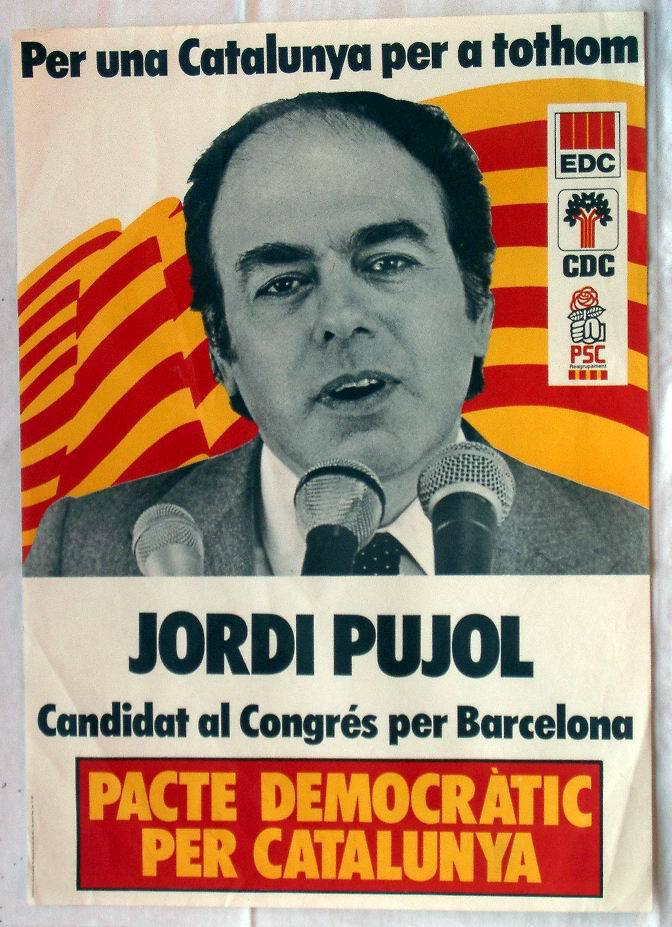 Per una Catalunya per a tothom
EDC
CDC
PSC
Reagrupament
JORDI PUJOL
Candidat al Congrés per Barcelona
PACTE DEMOCRÀTIC
PER CATALUNYA